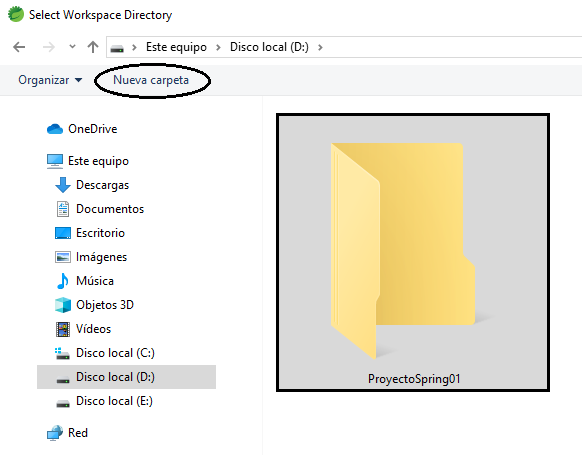 Select Workspace Directory
Este equipo > Disco local (D:) >
Organizar Nueva carpeta
OneDrive
Este equipo
Descargas
Documentos
Escritorio
Imágenes
Música
Objetos 3D
Vídeos
Disco local (C:)
Disco local (D:)
Disco local (E:)
Red
ProyectoSpring01